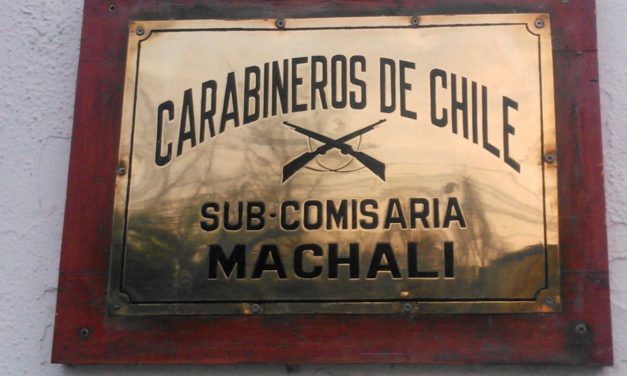 CARABINEROS DE CHILE
SUB-COMISARIA
MACHALI